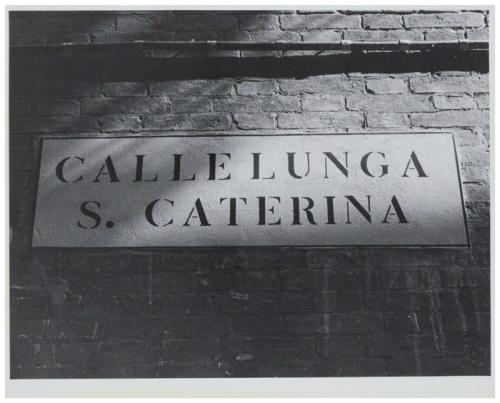 CALLE LUNGA
S. CATERINA